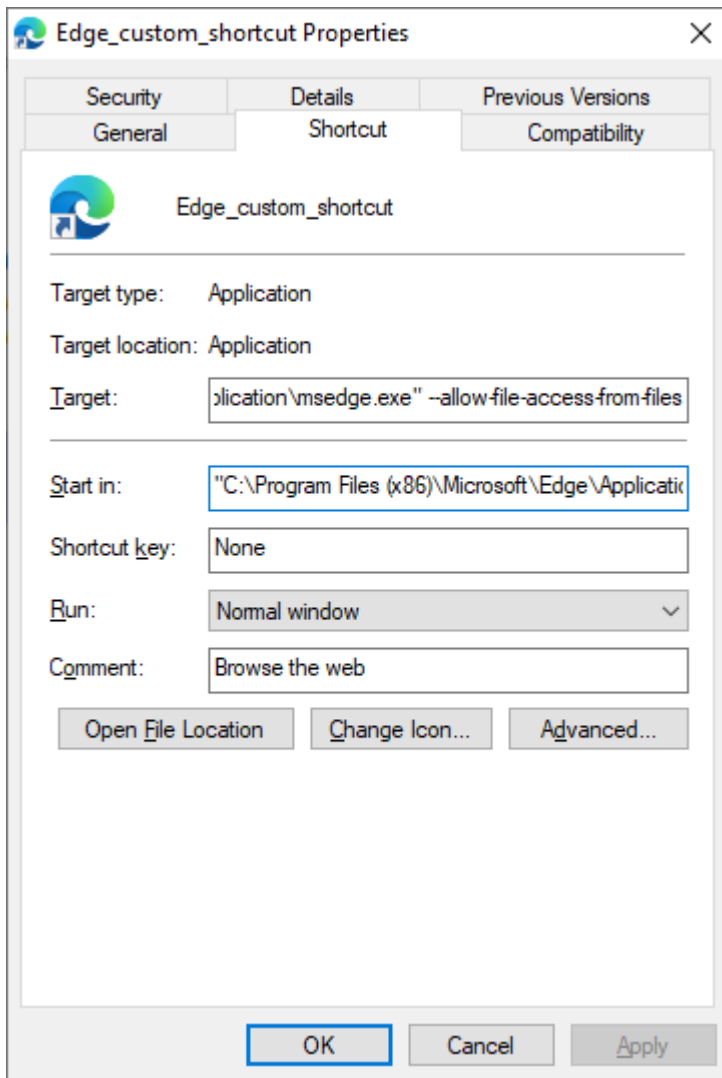 Edge_custom_shortcut Properties
Security Details Previous Versions
General Shortcut Compatibility
Edge_custom_shortcut
Target type: Application
Target location: Application
Target: plication\msedge.exe" --allow-file-access-from-files
Start in: "C:\Program Files (x86)\Microsoft\Edge\Applicatic
Shortcut key: None
Run: Normal window
Comment: Browse the web
Open File Location Change Icon... Advanced...
OK Cancel Apply